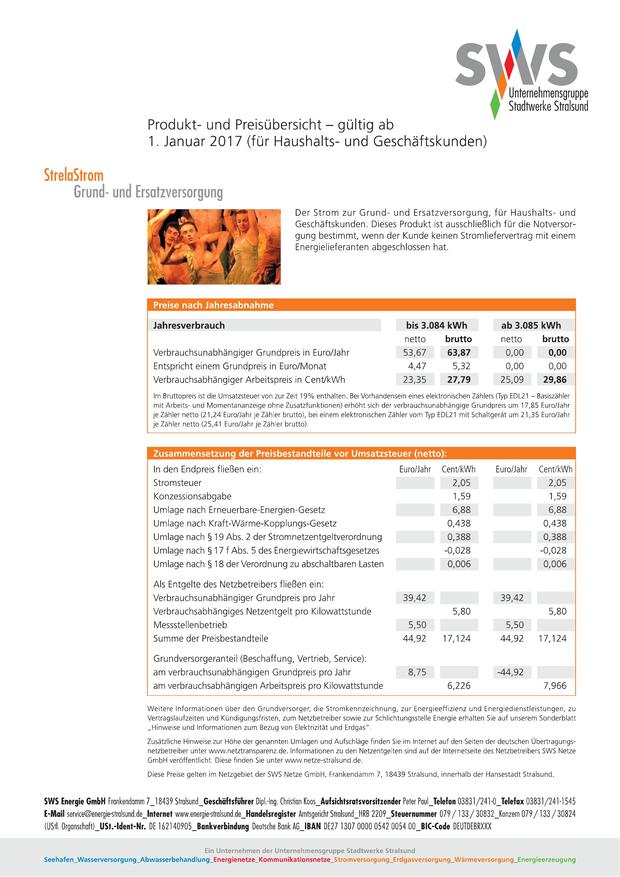 SWS
Unternehmensgruppe
Stadtwerke Stralsund
Produkt- und Preisübersicht – gültig ab
1. Januar 2017 (für Haushalts- und Geschäftskunden)
StrelaStrom
Grund- und Ersatzversorgung
Der Strom zur Grund- und Ersatzversorgung, für Haushalts- und
Geschäftskunden. Dieses Produkt ist ausschließlich für die Notversor-
gung bestimmt, wenn der Kunde keinen Stromliefervertrag mit einem
Energielieferanten abgeschlossen hat.
Preise nach Jahresabnahme
Jahresverbrauch bis 3.084 kWh ab 3.085 kWh
netto brutto netto brutto
Verbrauchsunabhängiger Grundpreis in Euro/Jahr 53,67 63,87 0,00 0,00
Entspricht einem Grundpreis in Euro/Monat 4,47 5,32 0,00 0,00
Verbrauchsabhängiger Arbeitspreis in Cent/kWh 23,35 27,79 25,09 29,86
Im Bruttopreis ist die Umsatzsteuer von zur Zeit 19% enthalten. Bei Vorhandensein eines elektronischen Zählers (Typ EDL21 – Basiszähler
mit Arbeits- und Momentananzeige ohne Zusatzfunktionen) erhöht sich der verbrauchsunabhängige Grundpreis um 17,85 Euro/Jahr
je Zähler netto (21,24 Euro/Jahr je Zähler brutto), bei einem elektronischen Zähler vom Typ EDL21 mit Schaltgerät um 21,35 Euro/Jahr
je Zähler netto (25,41 Euro/Jahr je Zähler brutto).
Zusammensetzung der Preisbestandteile vor Umsatzsteuer (netto):
In den Endpreis fließen ein: Euro/Jahr Cent/kWh Euro/Jahr Cent/kWh
Stromsteuer 2,05 2,05
Konzessionsabgabe 1,59 1,59
Umlage nach Erneuerbare-Energien-Gesetz 6,88 6,88
Umlage nach Kraft-Wärme-Kopplungs-Gesetz 0,438 0,438
Umlage nach § 19 Abs. 2 der Stromnetzentgeltverordnung 0,388 0,388
Umlage nach § 17 f Abs. 5 des Energiewirtschaftsgesetzes -0,028 -0,028
Umlage nach § 18 der Verordnung zu abschaltbaren Lasten 0,006 0,006
Als Entgelte des Netzbetreibers fließen ein:
Verbrauchsunabhängiger Grundpreis pro Jahr 39,42 39,42
Verbrauchsabhängiges Netzentgelt pro Kilowattstunde 5,80 5,80
Messstellenbetrieb 5,50 5,50
Summe der Preisbestandteile 44,92 17,124 44,92 17,124
Grundversorgeranteil (Beschaffung, Vertrieb, Service):
am verbrauchsunabhängigen Grundpreis pro Jahr 8,75 -44,92
am verbrauchsabhängigen Arbeitspreis pro Kilowattstunde 6,226 7,966
Weitere Informationen über den Grundversorger, die Stromkennzeichnung, zur Energieeffizienz und Energiedienstleistungen, zu
Vertragslaufzeiten und Kündigungsfristen, zum Netzbetreiber sowie zur Schlichtungsstelle Energie erhalten Sie auf unserem Sonderblatt
„Hinweise und Informationen zum Bezug von Elektrizität und Erdgas".
Zusätzliche Hinweise zur Höhe der genannten Umlagen und Aufschläge finden Sie im Internet auf den Seiten der deutschen Übertragungs-
netzbetreiber unter www.netztransparenz.de. Informationen zu den Netzentgelten sind auf der Internetseite des Netzbetreibers SWS Netze
GmbH veröffentlicht. Diese finden Sie unter www.netze-stralsund.de.
Diese Preise gelten im Netzgebiet der SWS Netze GmbH, Frankendamm 7, 18439 Stralsund, innerhalb der Hansestadt Stralsund.
SWS Energie GmbH Frankendamm 7_18439 Stralsund_Geschäftsführer Dipl.-Ing. Christian Koos_Aufsichtsratsvorsitzender Peter Paul_Telefon 03831/241-0_Telefax 03831/241-1545
E-Mail service@energie-stralsund.de_Internet www.energie-stralsund.de_Handelsregister Amtsgericht Stralsund_HRB 2209_Steuernummer 079 / 133 / 30832_Konzern 079 / 133 / 30824
(USt. Organschaft)_USt.-Ident-Nr. DE 162140905_Bankverbindung Deutsche Bank AG_IBAN DE27 1307 0000 0542 0054 00_BIC-Code DEUTDEBRXXX
Ein Unternehmen der Unternehmensgruppe Stadtwerke Stralsund
Seehafen_Wasserversorgung_Abwasserbehandlung_Energienetze_Kommunikationsnetze_Stromversorgung_Erdgasversorgung_Wärmeversorgung_Energieerzeugung